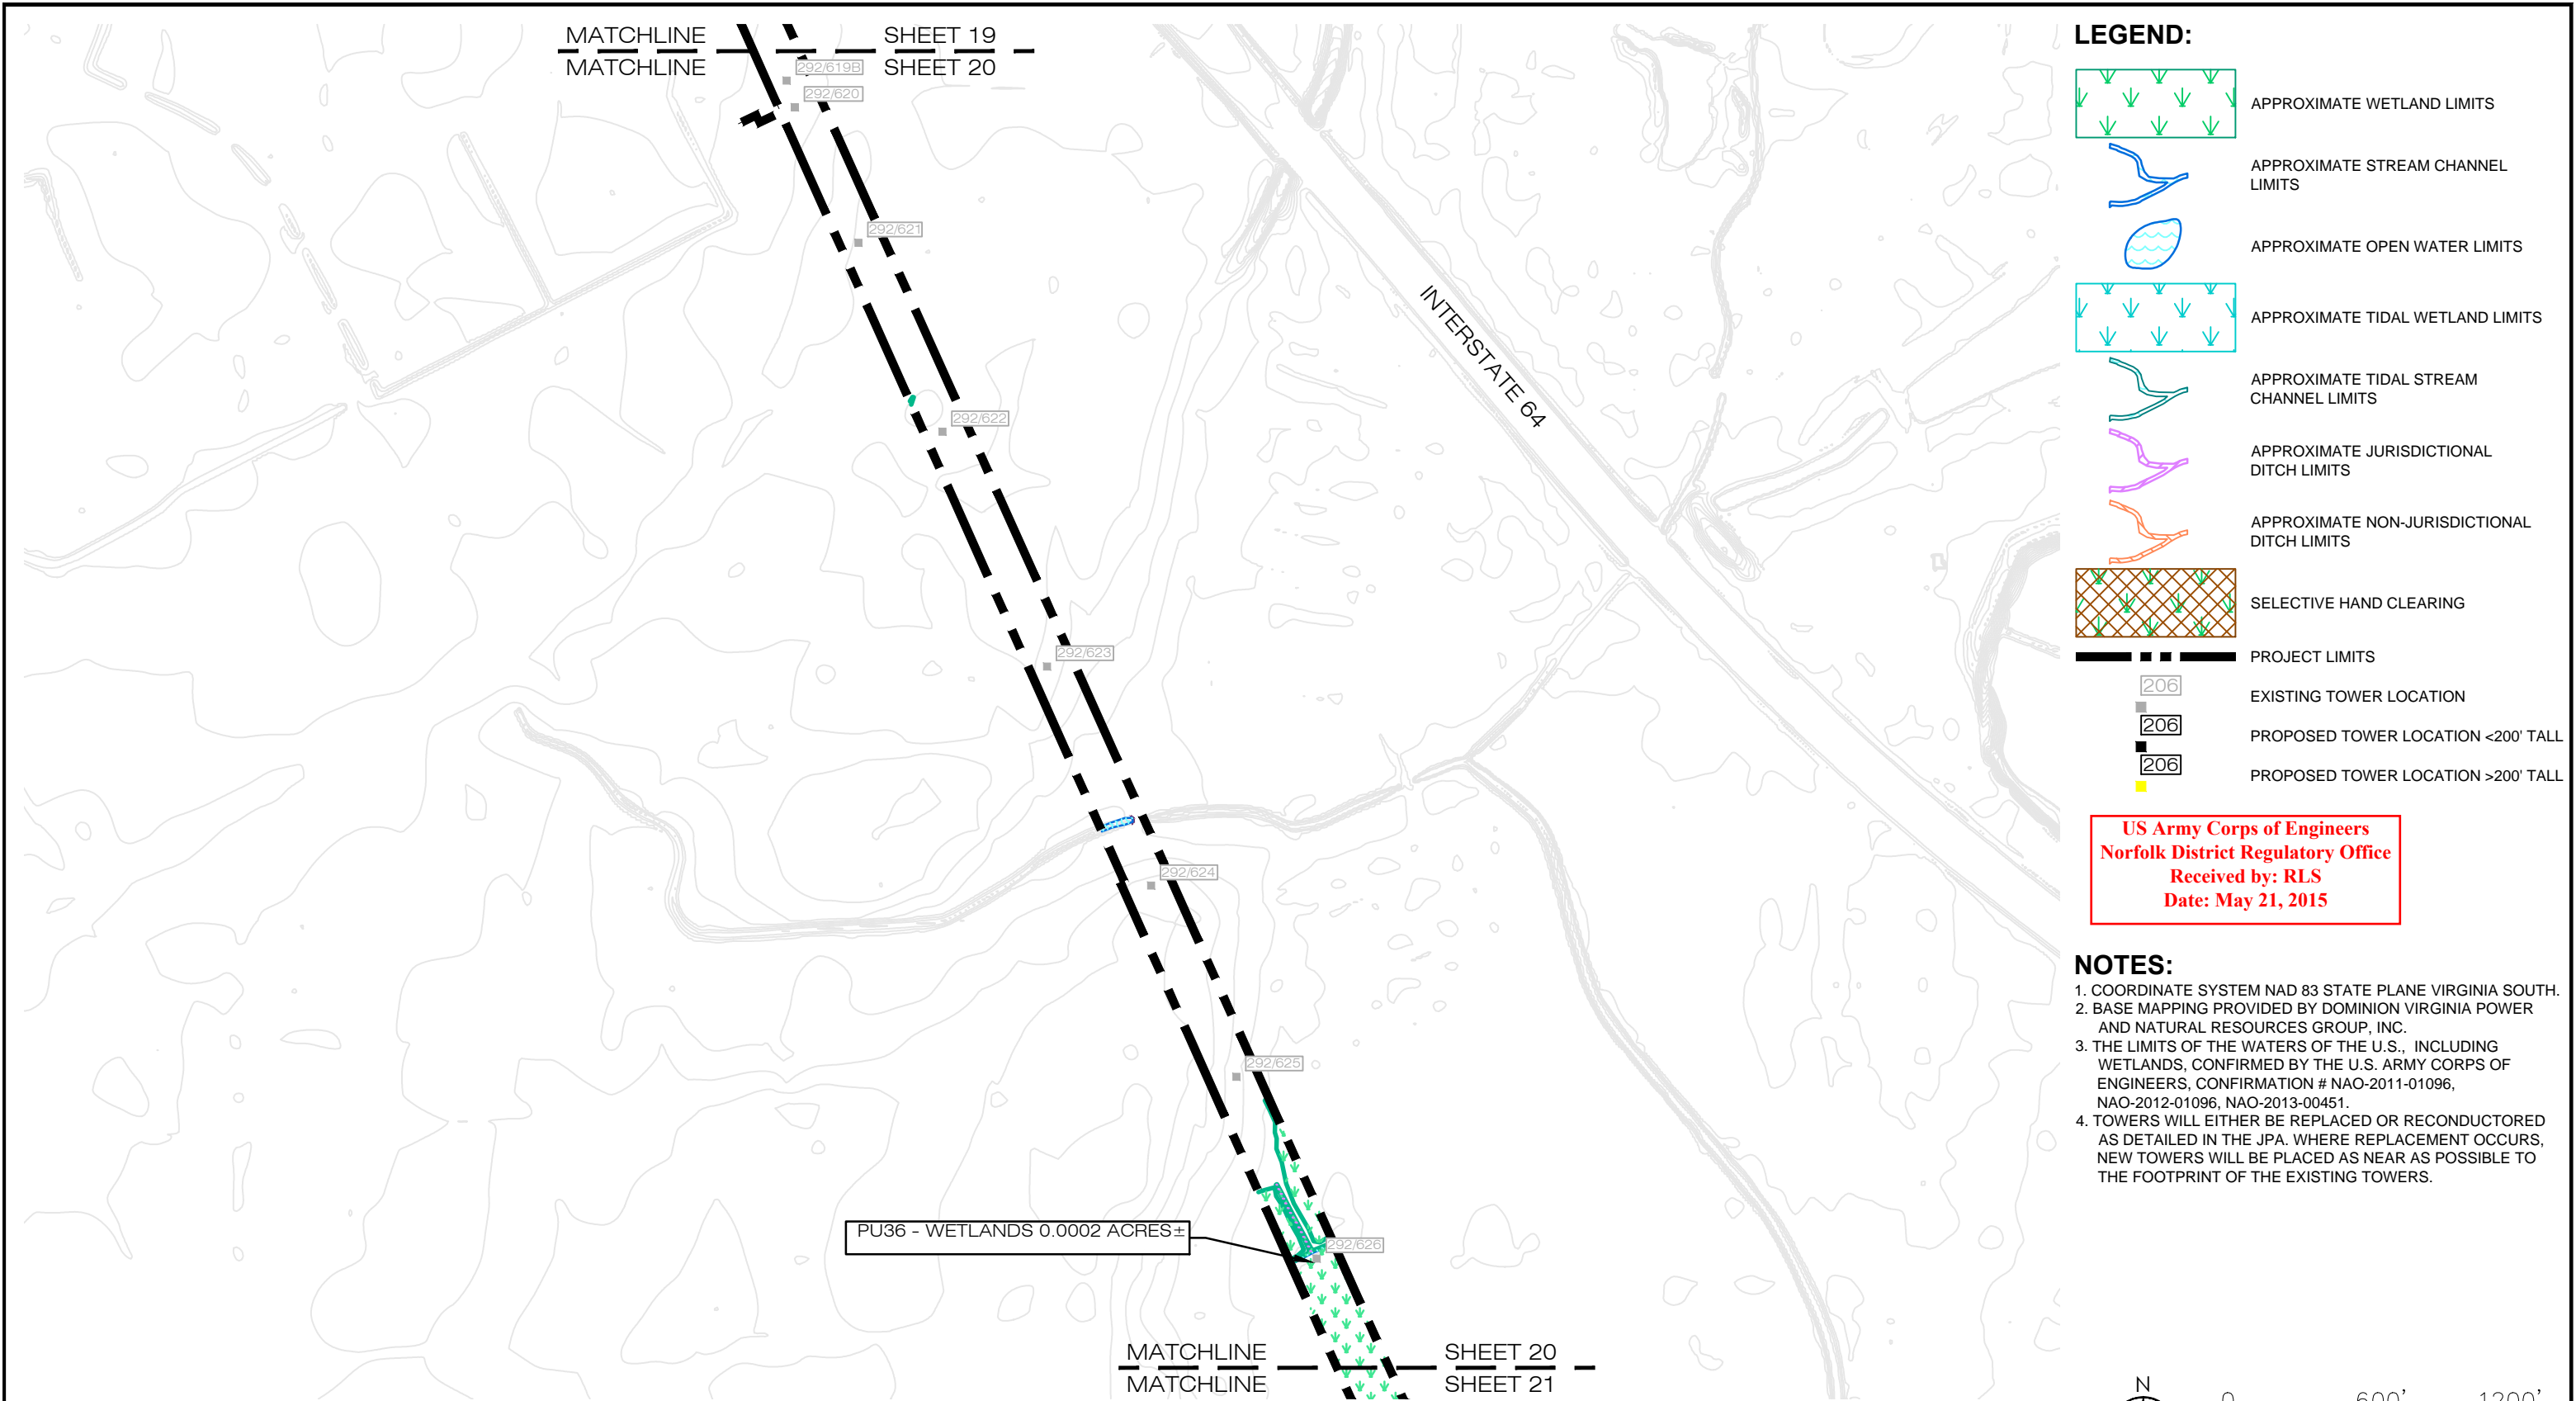 MATCHLINE SHEET 19
MATCHLINE SHEET 20
292/619B
292/620
292/621
292/622
INTERSTATE 64
292/623
292/624
292/625
PU36 - WETLANDS 0.0002 ACRES±
292/626
MATCHLINE SHEET 20
MATCHLINE SHEET 21
LEGEND:
APPROXIMATE WETLAND LIMITS
APPROXIMATE STREAM CHANNEL
LIMITS
APPROXIMATE OPEN WATER LIMITS
APPROXIMATE TIDAL WETLAND LIMITS
APPROXIMATE TIDAL STREAM
CHANNEL LIMITS
APPROXIMATE JURISDICTIONAL
DITCH LIMITS
APPROXIMATE NON-JURISDICTIONAL
DITCH LIMITS
SELECTIVE HAND CLEARING
PROJECT LIMITS
206 EXISTING TOWER LOCATION
206 PROPOSED TOWER LOCATION <200' TALL
206 PROPOSED TOWER LOCATION >200' TALL
US Army Corps of Engineers
Norfolk District Regulatory Office
Received by: RLS
Date: May 21, 2015
NOTES:
1. COORDINATE SYSTEM NAD 83 STATE PLANE VIRGINIA SOUTH.
2. BASE MAPPING PROVIDED BY DOMINION VIRGINIA POWER
AND NATURAL RESOURCES GROUP, INC.
3. THE LIMITS OF THE WATERS OF THE U.S., INCLUDING
WETLANDS, CONFIRMED BY THE U.S. ARMY CORPS OF
ENGINEERS, CONFIRMATION # NAO-2011-01096,
NAO-2012-01096, NAO-2013-00451.
4. TOWERS WILL EITHER BE REPLACED OR RECONDUCTORED
AS DETAILED IN THE JPA. WHERE REPLACEMENT OCCURS,
NEW TOWERS WILL BE PLACED AS NEAR AS POSSIBLE TO
THE FOOTPRINT OF THE EXISTING TOWERS.
N
0 600' 1200'